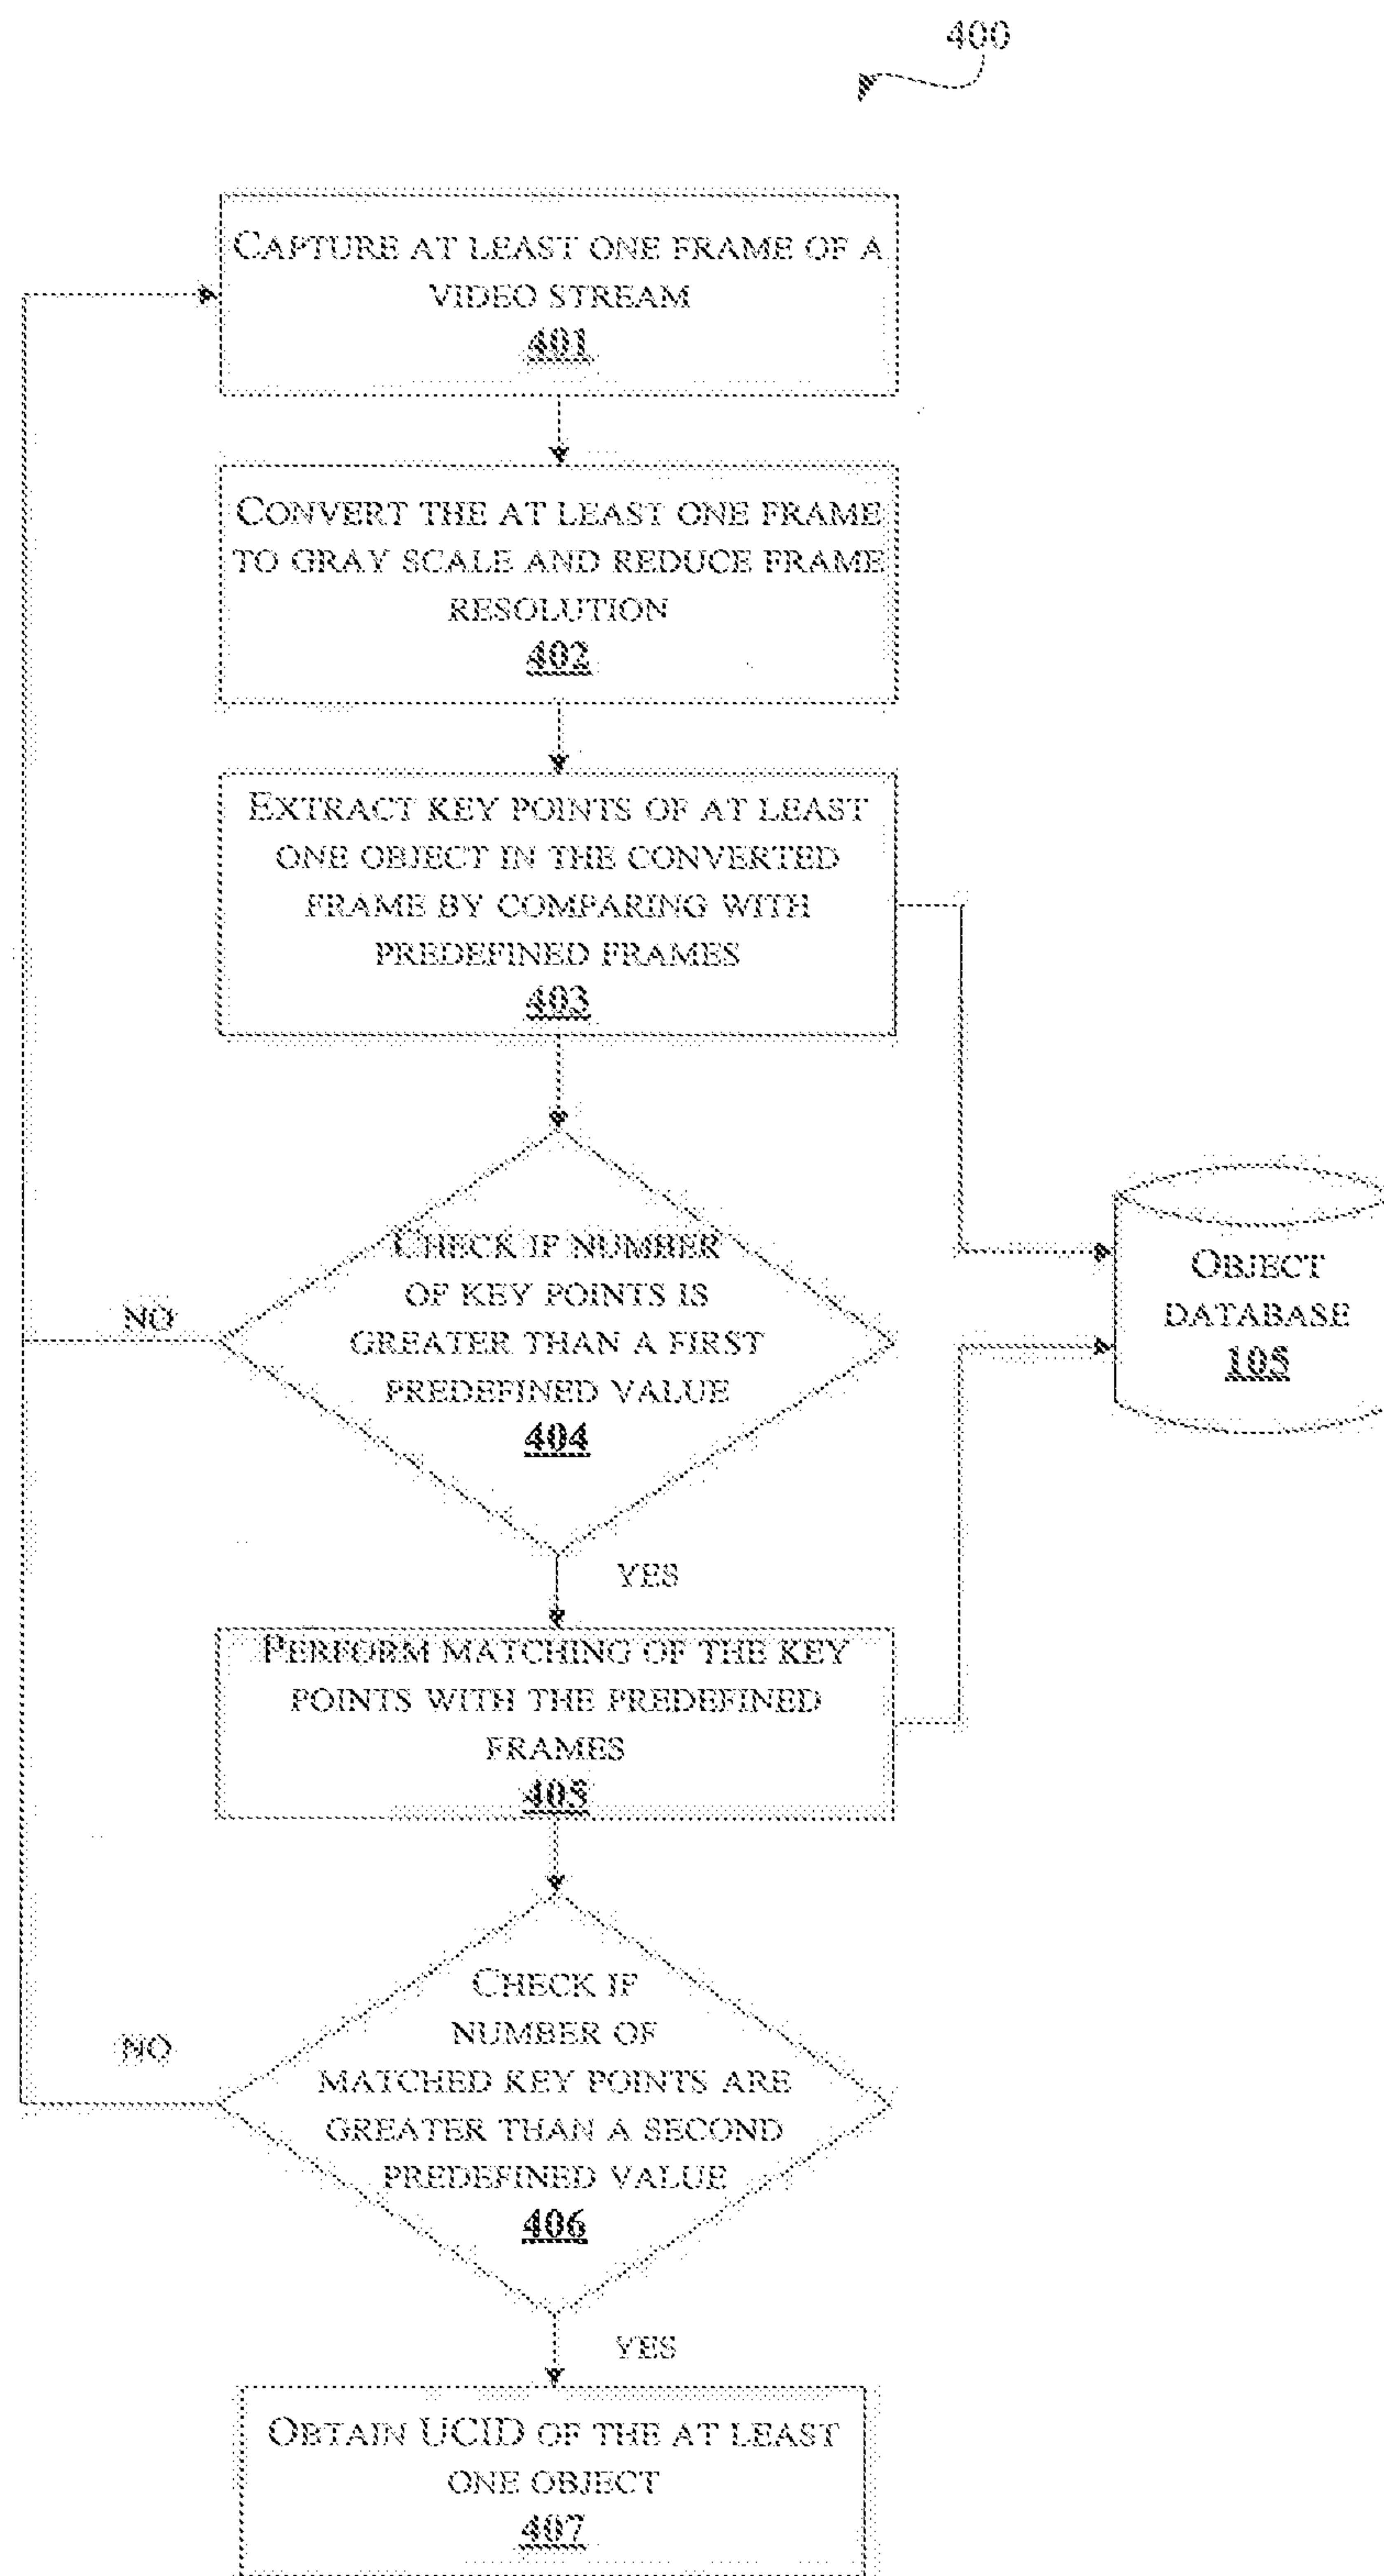 400
CAPTURE AT LEAST ONE FRAME OF A
VIDEO STREAM
401
CONVERT THE AT LEAST ONE FRAME
TO GRAY SCALE AND REDUCE FRAME
RESOLUTION
402
EXTRACT KEY POINTS OF AT LEAST
ONE OBJECT IN THE CONVERTED
FRAME BY COMPARING WITH
PREDEFINED FRAMES
403
CHECK IF NUMBER
OF KEY POINTS IS
GREATER THAN A FIRST
PREDEFINED VALUE
404
NO
OBJECT
DATABASE
105
YES
PERFORM MATCHING OF THE KEY
POINTS WITH THE PREDEFINED
FRAMES
405
CHECK IF
NUMBER OF
MATCHED KEY POINTS ARE
GREATER THAN A SECOND
PREDEFINED VALUE
406
NO
YES
OBTAIN UCID OF THE AT LEAST
ONE OBJECT
407